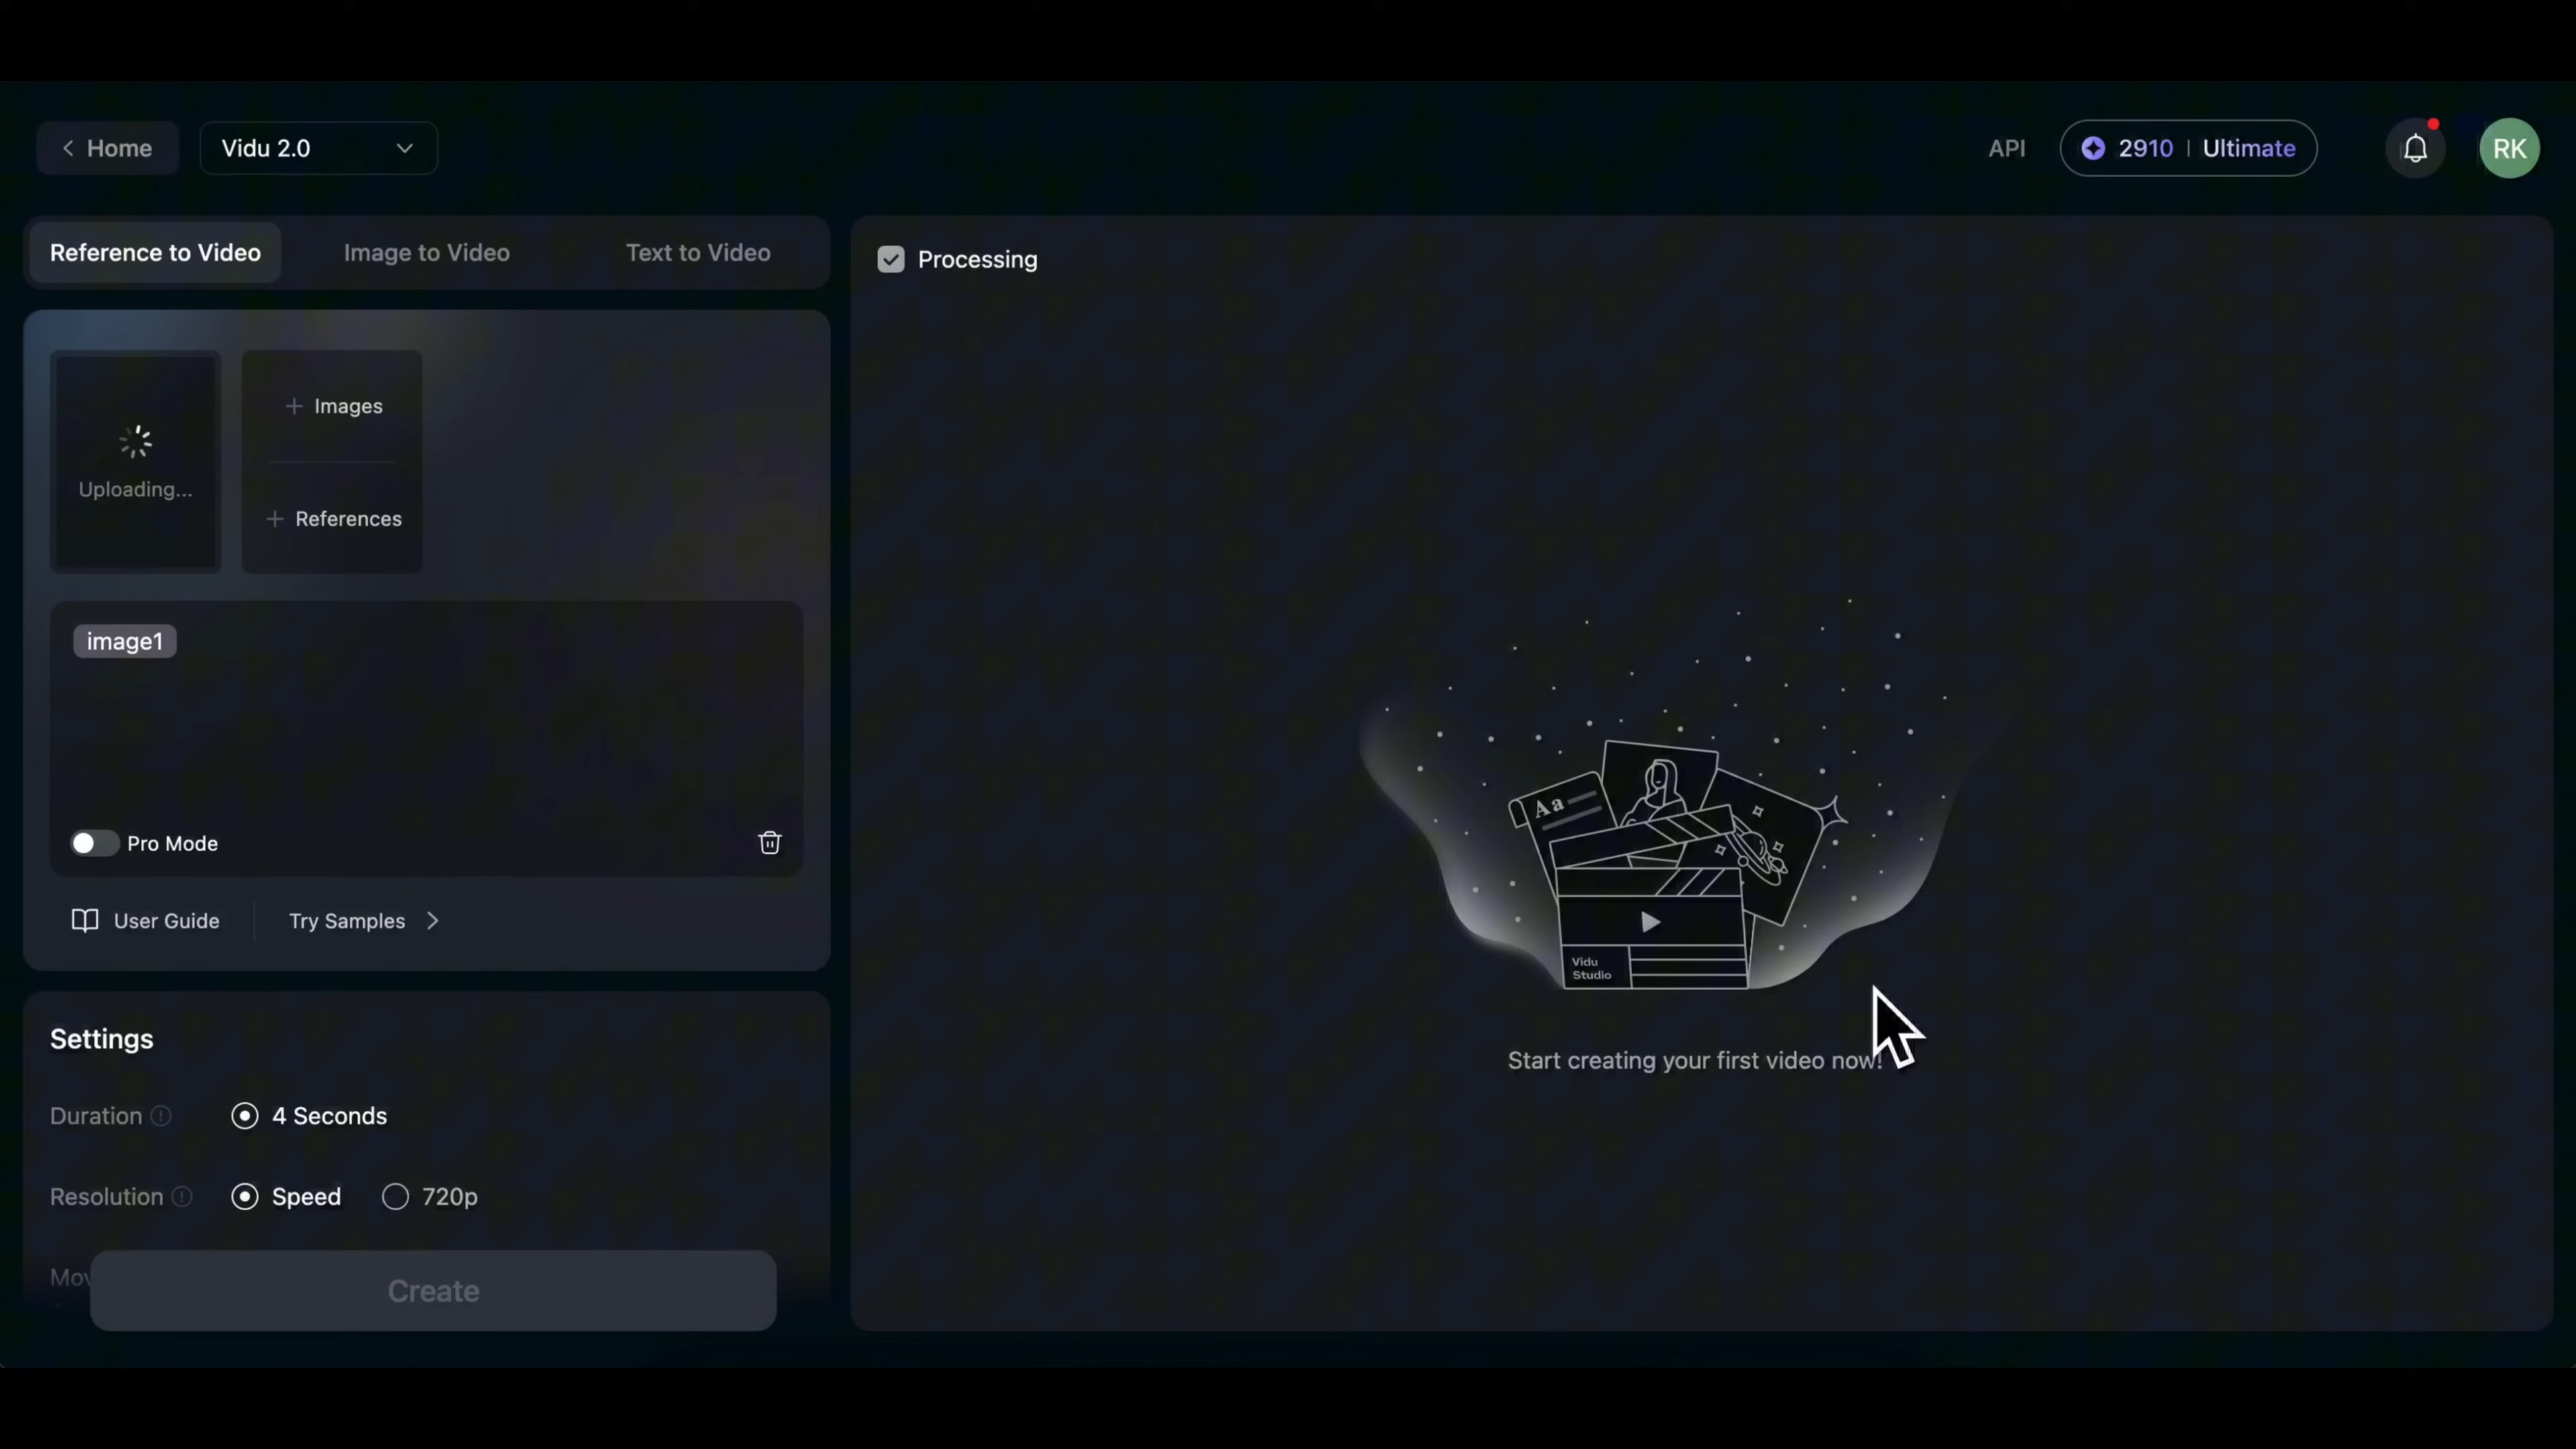 Home
Vidu 2.0
API
2910 | Ultimate
RK
Reference to Video
Image to Video
Text to Video
Processing
Uploading...
+ Images
+ References
image1
Pro Mode
User Guide
Try Samples
Aa
Vidu
Studio
Start creating your first video now!
Settings
Duration
4 Seconds
Resolution
Speed
720p
Mov
Create